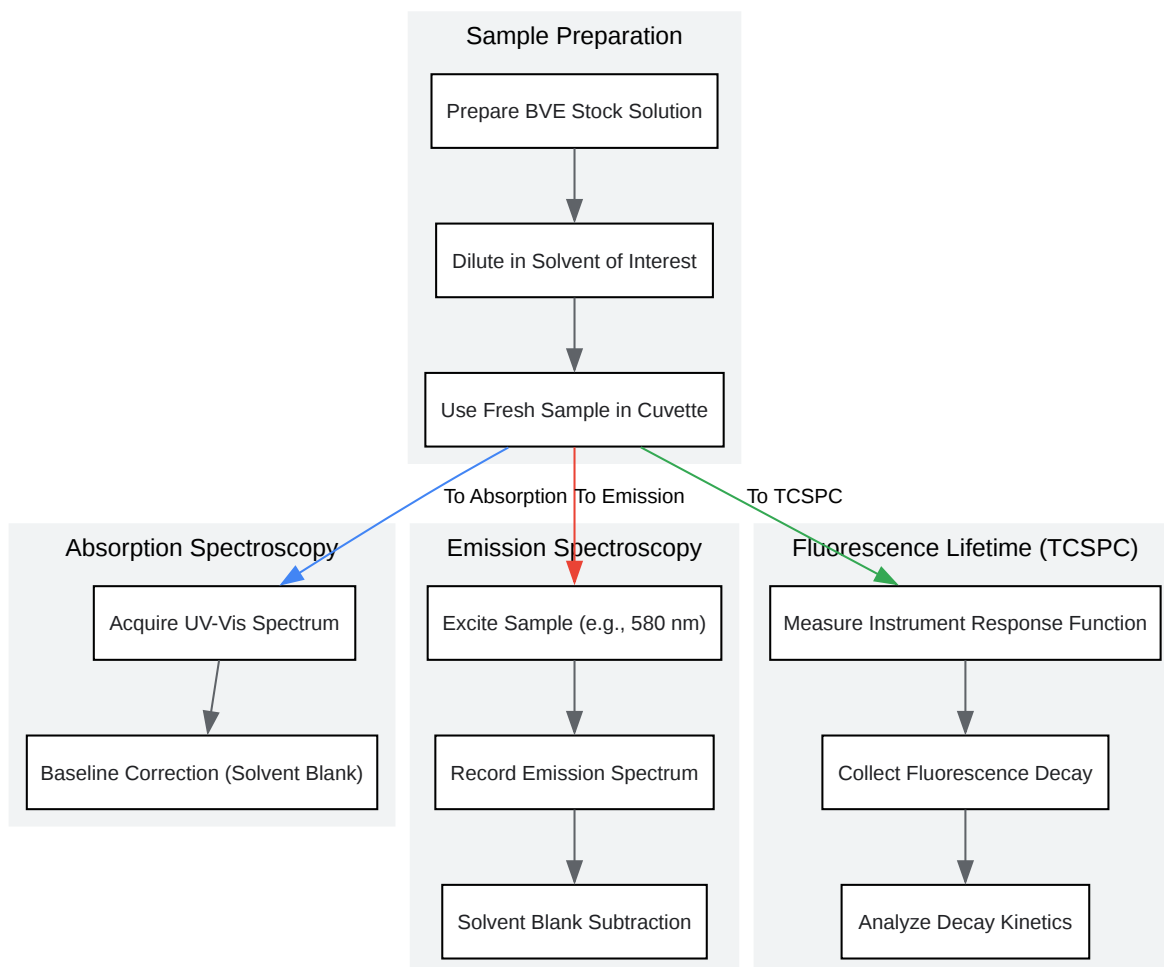 Sample Preparation
Prepare BVE Stock Solution
Dilute in Solvent of Interest
Use Fresh Sample in Cuvette
To Absorption
To Emission
To TCSPC
Absorption Spectroscopy
Acquire UV-Vis Spectrum
Baseline Correction (Solvent Blank)
Emission Spectroscopy
Excite Sample (e.g., 580 nm)
Record Emission Spectrum
Solvent Blank Subtraction
Fluorescence Lifetime (TCSPC)
Measure Instrument Response Function
Collect Fluorescence Decay
Analyze Decay Kinetics